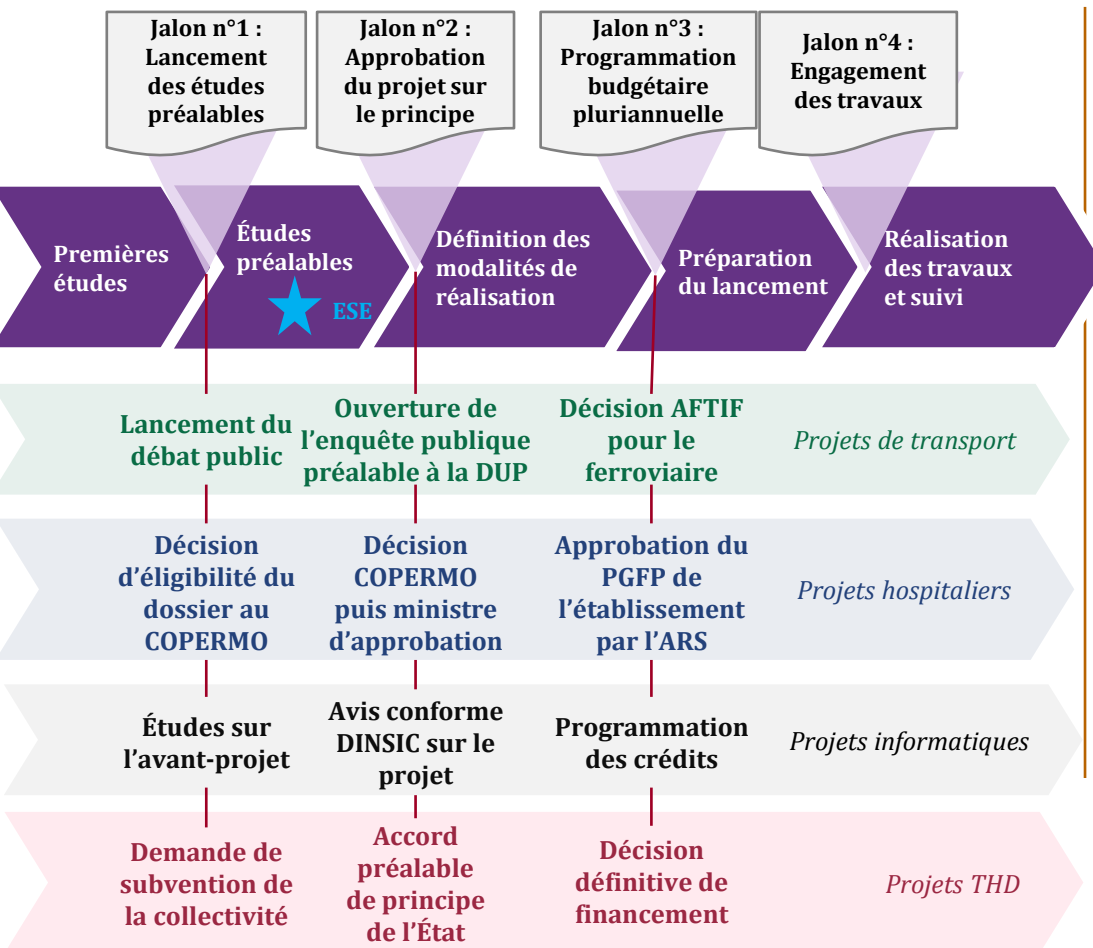 Jalon n°1 :
Lancement
des études
préalables
Jalon n°2 :
Approbation
du projet sur
le principe
Jalon n°3 :
Programmation
budgétaire
pluriannuelle
Jalon n°4 :
Engagement
des travaux
Premières
études
Études
préalables
ESE
Définition des
modalités de
réalisation
Préparation
du lancement
Réalisation
des travaux
et suivi
Lancement du
débat public
Ouverture de
l’enquête publique
préalable à la DUP
Décision AFTIF
pour le
ferroviaire
Projets de transport
Décision
d’éligibilité du
dossier au
COPERMO
Décision
COPERMO
puis ministre
d’approbation
Approbation du
PGFP de
l’établissement
par l’ARS
Projets hospitaliers
Études sur
l’avant-projet
Avis conforme
DINSIC sur le
projet
Programmation
des crédits
Projets informatiques
Demande de
subvention de
la collectivité
Accord
préalable
de principe
de l’État
Décision
définitive de
financement
Projets THD